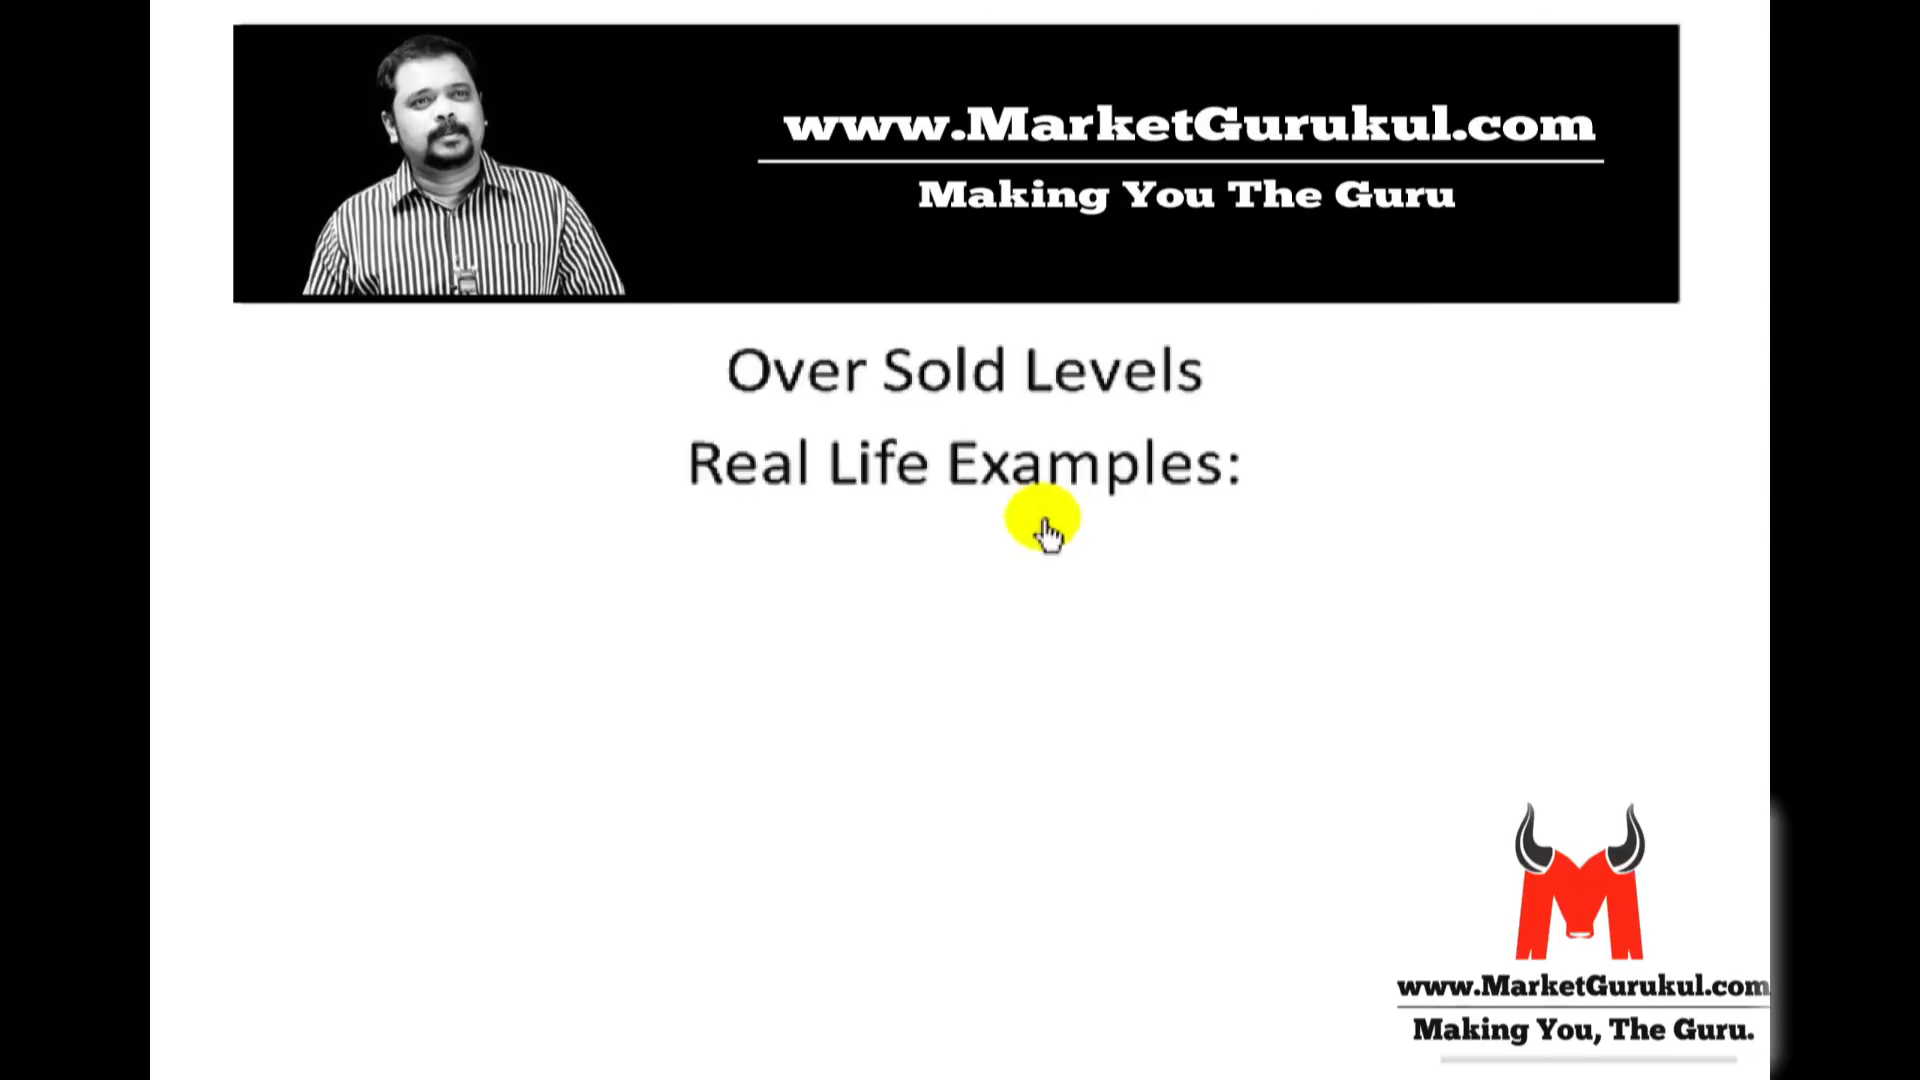 www.MarketGurukul.com
Making You The Guru
Over Sold Levels
Real Life Examples:
www.MarketGurukul.com
Making You, The Guru.